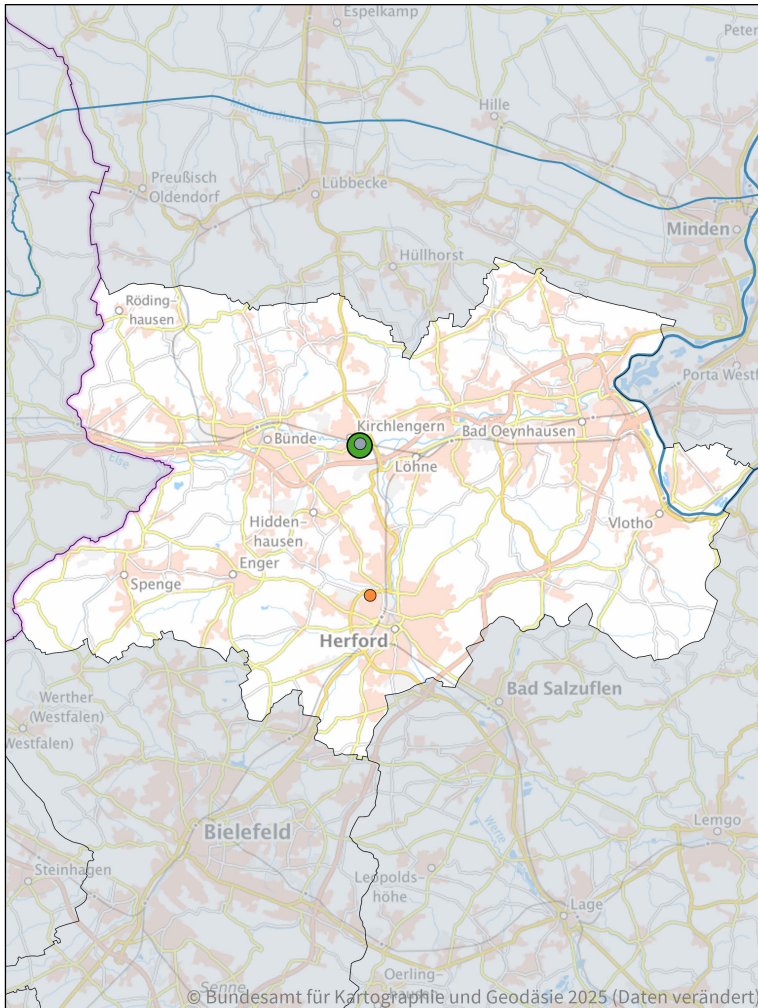 Espelkamp
Peter
Hille
Preußisch
Oldendorf
Lübbecke
Minden
Hüllhorst
Röding-
hausen
Porta Westf
Kirchlengern
Bünde
Bad Oeynhausen
Löhne
Else
Hidden-
hausen
Vlotho
Enger
Spenge
Herford
Werther
(Westfalen)
Bad Salzuflen
Westfalen)
Werre
Bielefeld
Lemgo
Steinhagen
Leopolds-
höhe
Lage
Oerling-
hausen
Senne
© Bundesamt für Kartographie und Geodäsie 2025 (Daten verändert)